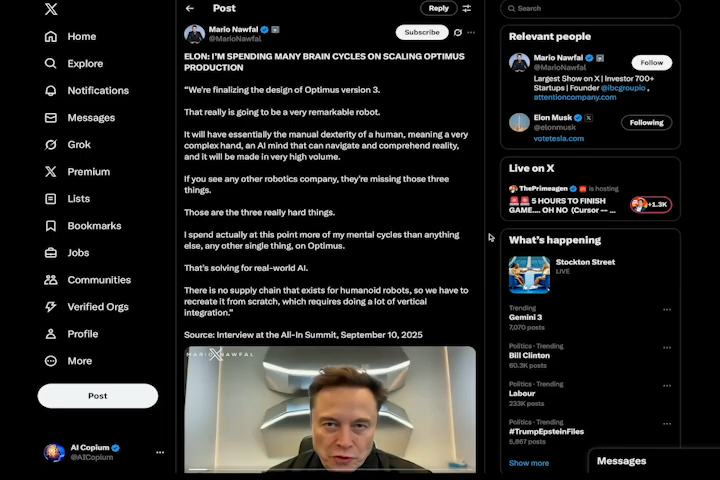 Home
Explore
Notifications
Messages
Grok
Premium
Lists
Bookmarks
Jobs
Communities
Verified Orgs
Profile
More
Post
AI Copium
@AICopium
Post
Reply
Mario Nawfal
@MarioNawfal
Subscribe
ELON: I'M SPENDING MANY BRAIN CYCLES ON SCALING OPTIMUS
PRODUCTION
“We're finalizing the design of Optimus version 3.
That really is going to be a very remarkable robot.
It will have essentially the manual dexterity of a human, meaning a very
complex hand, an AI mind that can navigate and comprehend reality,
and it will be made in very high volume.
If you see any other robotics company, they're missing those three
things.
Those are the three really hard things.
I spend actually at this point more of my mental cycles than anything
else, any other single thing, on Optimus.
That's solving for real-world AI.
There is no supply chain that exists for humanoid robots, so we have to
recreate it from scratch, which requires doing a lot of vertical
integration.”
Source: Interview at the All-In Summit, September 10, 2025
MARIO NAWFAL
Search
Relevant people
Mario Nawfal
@MarioNawfal
Follow
Largest Show on X | Investor 700+
Startups | Founder @ibcgroupio ,
attentioncompany.com
Elon Musk
@elonmusk
Following
votetesla.com
Live on X
ThePrimeagen is hosting
5 HOURS TO FINISH
GAME.... OH NO (Cursor -- ...
+1.3K
What's happening
Stockton Street
LIVE
Trending
Gemini 3
7,070 posts
Politics · Trending
Bill Clinton
60.3K posts
Politics · Trending
Labour
233K posts
Politics · Trending
#TrumpEpsteinFiles
5,867 posts
Show more
Messages